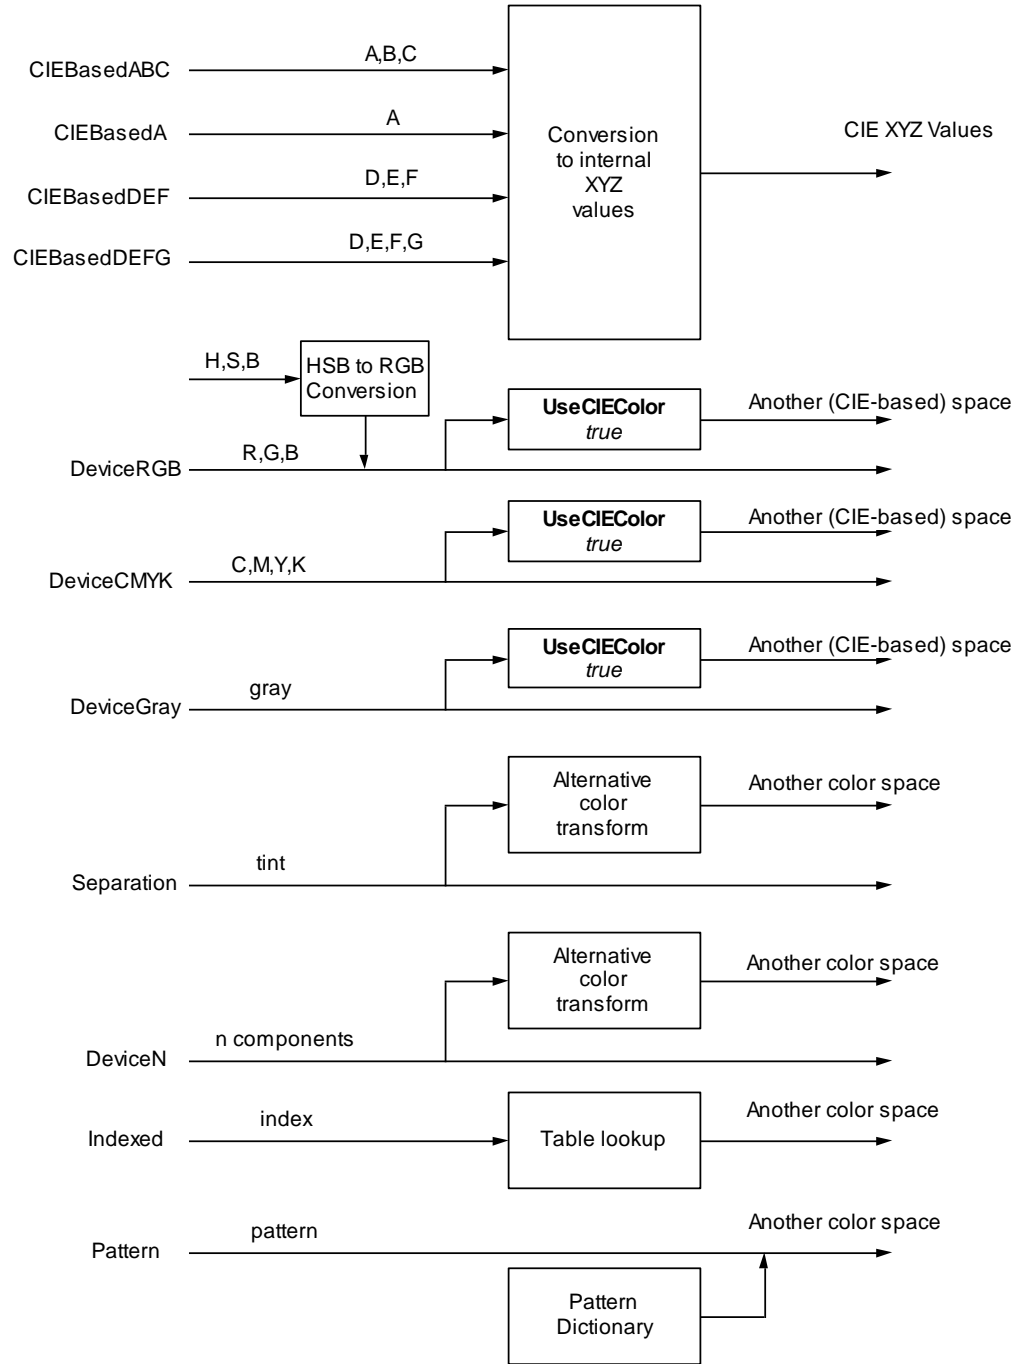 A,B,C
CIEBasedABC
A
CIEBasedA
Conversion
to internal
XYZ
values
CIE XYZ Values
D,E,F
CIEBasedDEF
D,E,F,G
CIEBasedDEFG
H,S,B
HSB to RGB
Conversion
UseCIEColor
true
Another (CIE-based) space
R,G,B
DeviceRGB
UseCIEColor
true
Another (CIE-based) space
C,M,Y,K
DeviceCMYK
UseCIEColor
true
Another (CIE-based) space
gray
DeviceGray
Alternative
color
transform
Another color space
tint
Separation
Alternative
color
transform
Another color space
n components
DeviceN
Another color space
index
Indexed
Table lookup
Another color space
pattern
Pattern
Pattern
Dictionary